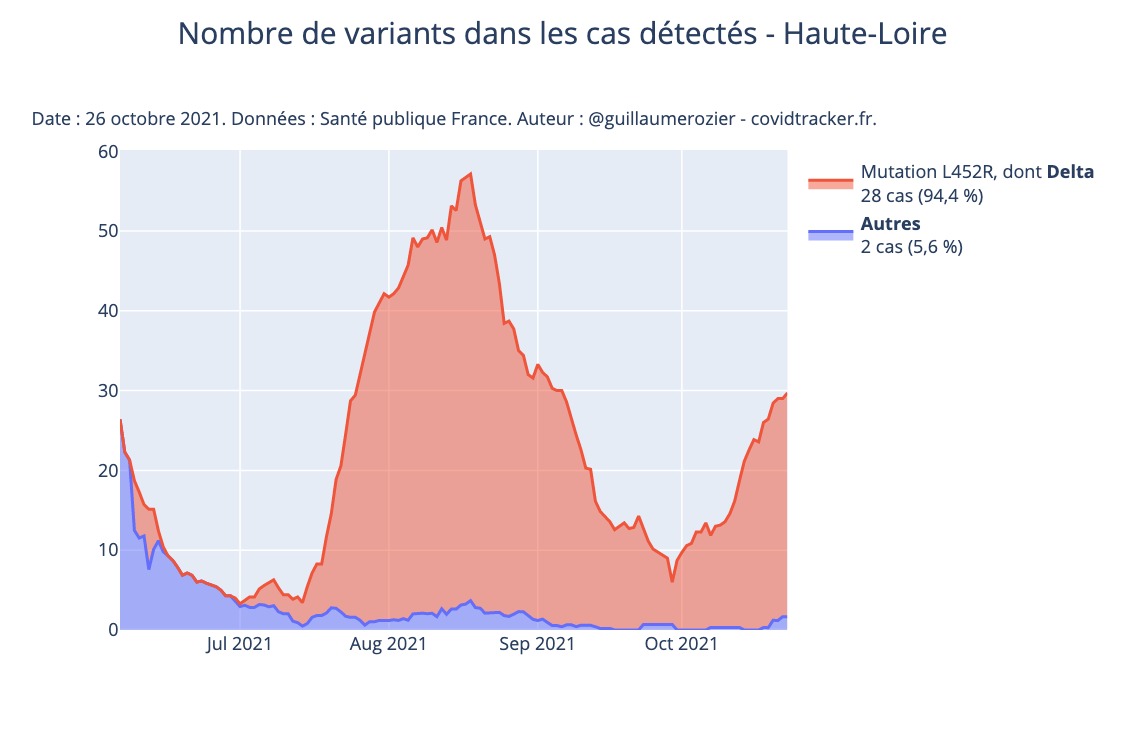 Nombre de variants dans les cas détectés - Haute-Loire
Date : 26 octobre 2021. Données : Santé publique France. Auteur : @guillaumerozier - covidtracker.fr.
60
50
40
30
20
10
0
Jul 2021
Aug 2021
Sep 2021
Oct 2021
Mutation L452R, dont Delta
28 cas (94,4 %)
Autres
2 cas (5,6 %)